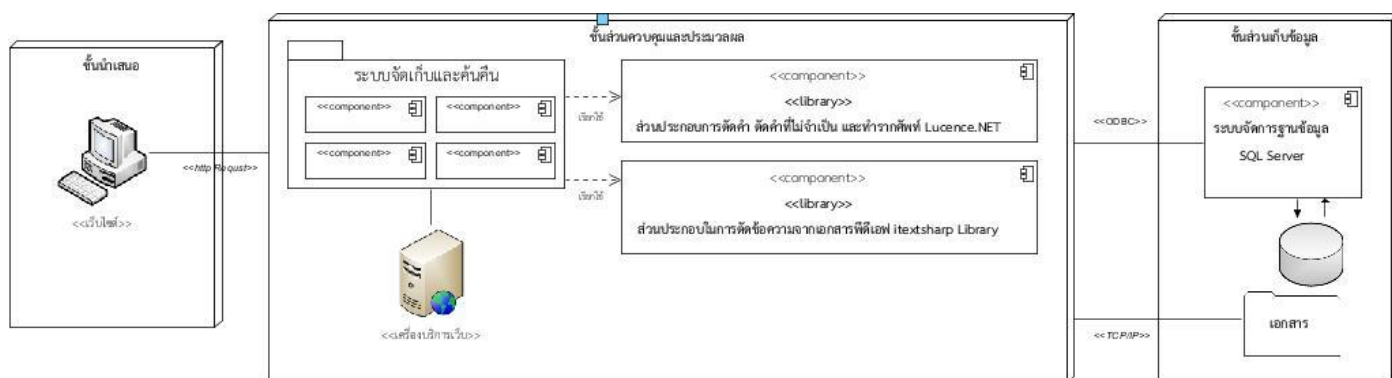 ชั้นนำเสนอ
<<เว็บไซต์>>
<<http Requst>>
ชั้นส่วนควบคุมและประมวลผล
ระบบจัดเก็บและค้นคืน
<<component>>
<<component>>
<<component>>
<<component>>
<<เครื่องบริการเว็บ>>
เรียกใช้
เรียกใช้
<<component>>
<<library>>
ส่วนประกอบการตัดคำ ตัดคำที่ไม่จำเป็น และทำรากศัพท์ Lucence.NET
<<component>>
<<library>>
ส่วนประกอบในการตัดข้อความจากเอกสารพีดีเอฟ itextsharp Library
<<ODBC>>
<<TCP/IP>>
ชั้นส่วนเก็บข้อมูล
<<component>>
ระบบจัดการฐานข้อมูล
SQL Server
เอกสาร